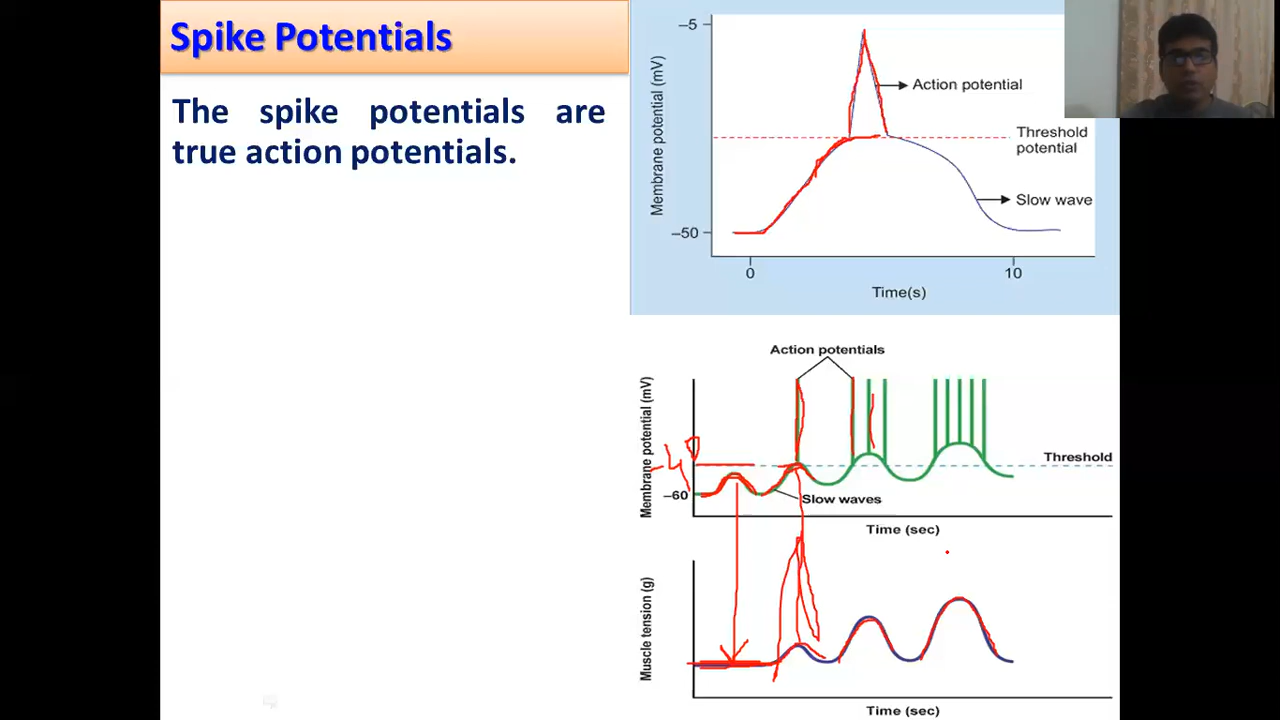 Spike Potentials
The spike potentials are
true action potentials.
–5
Membrane potential (mV)
–50
Action potential
Threshold
potential
Slow wave
0
10
Time(s)
Action potentials
Membrane potential (mV)
-40
Threshold
–60
Slow waves
Time (sec)
Muscle tension (g)
Time (sec)